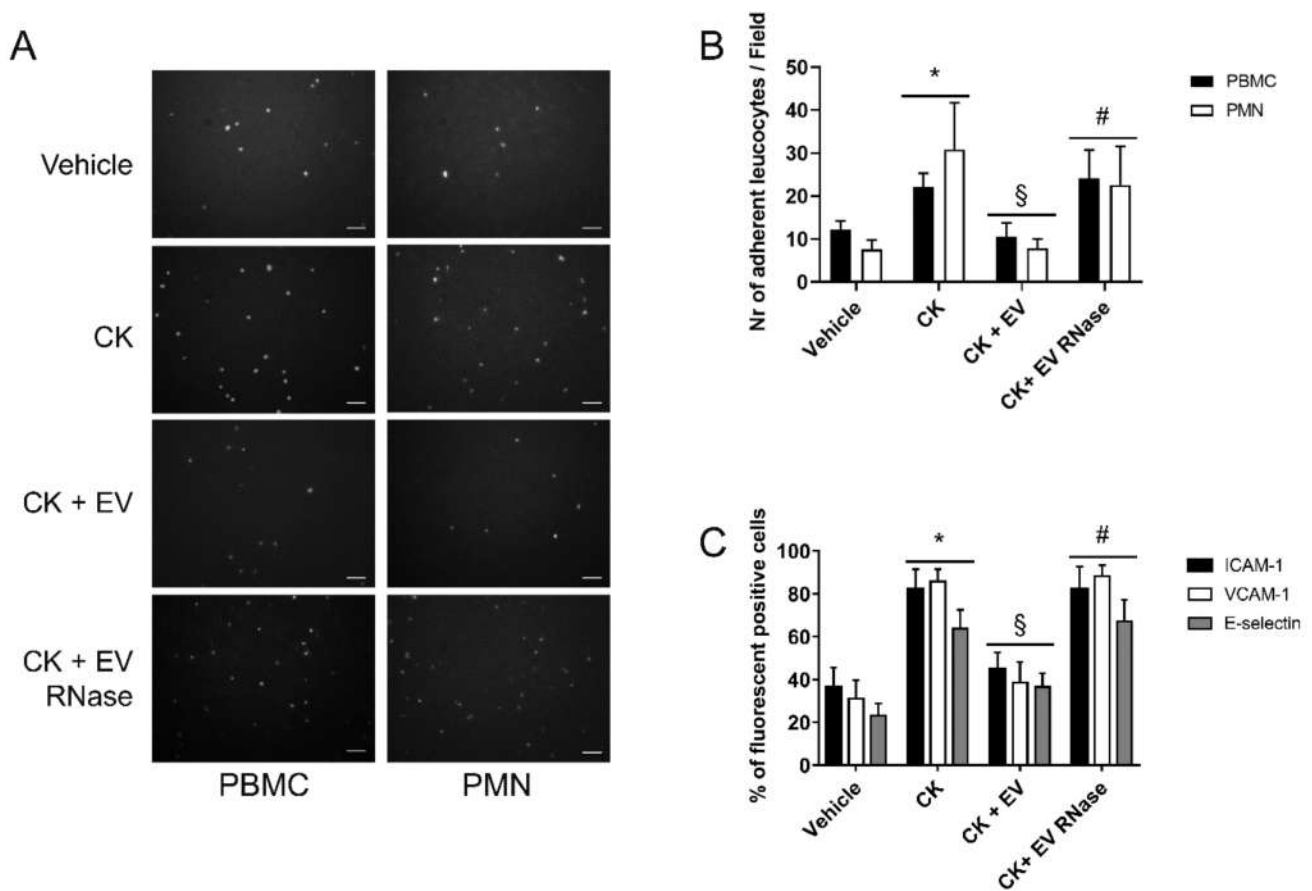 A
Vehicle
CK
CK + EV
CK + EV
RNase
PBMC
PMN
B
Nr of adherent leucocytes / Field
50
40
30
20
10
0
*
§
#
PBMC
PMN
Vehicle
CK
CK + EV
CK+ EV RNase
C
% of fluorescent positive cells
100
80
60
40
20
0
*
§
#
ICAM-1
VCAM-1
E-selectin
Vehicle
CK
CK + EV
CK+ EV RNase